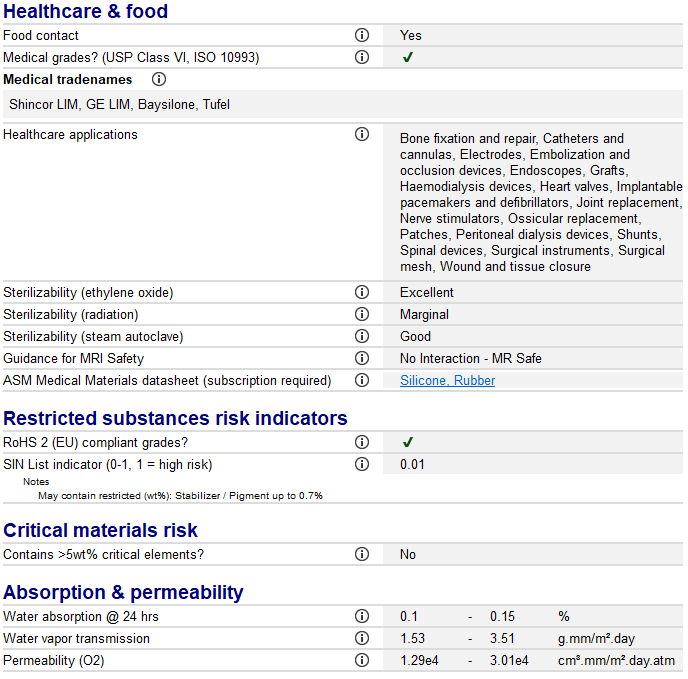 Healthcare & food
Food contact Yes
Medical grades? (USP Class VI, ISO 10993) ✔
Medical tradenames
Shincor LIM, GE LIM, Baysilone, Tufel
Healthcare applications
Bone fixation and repair, Catheters and
cannulas, Electrodes, Embolization and
occlusion devices, Endoscopes, Grafts,
Haemodialysis devices, Heart valves, Implantable
pacemakers and defibrillators, Joint replacement,
Nerve stimulators, Ossicular replacement,
Patches, Peritoneal dialysis devices, Shunts,
Spinal devices, Surgical instruments, Surgical
mesh, Wound and tissue closure
Sterilizability (ethylene oxide) Excellent
Sterilizability (radiation) Marginal
Sterilizability (steam autoclave) Good
Guidance for MRI Safety No Interaction - MR Safe
ASM Medical Materials datasheet (subscription required) Silicone, Rubber
Restricted substances risk indicators
RoHS 2 (EU) compliant grades? ✔
SIN List indicator (0-1, 1 = high risk) 0.01
Notes
May contain restricted (wt%): Stabilizer / Pigment up to 0.7%
Critical materials risk
Contains >5wt% critical elements? No
Absorption & permeability
Water absorption @ 24 hrs 0.1 - 0.15 %
Water vapor transmission 1.53 - 3.51 g.mm/m².day
Permeability (O2) 1.29e4 - 3.01e4 cm³.mm/m².day.atm